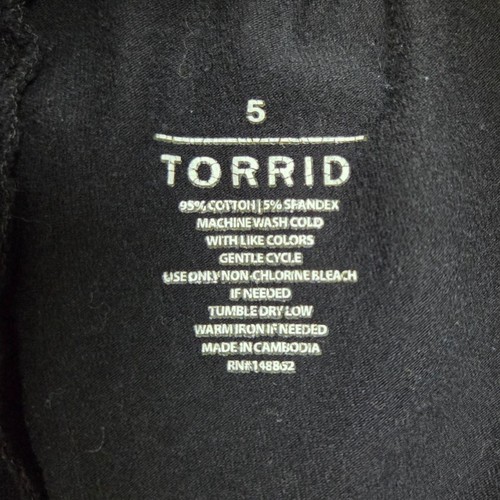 5
TORRID
95% COTTON | 5% SPANDEX
MACHINE WASH COLD
WITH LIKE COLORS
GENTLE CYCLE
USE ONLY NON-CHLORINE BLEACH
IF NEEDED
TUMBLE DRY LOW
WARM IRON IF NEEDED
MADE IN CAMBODIA
RN#148862